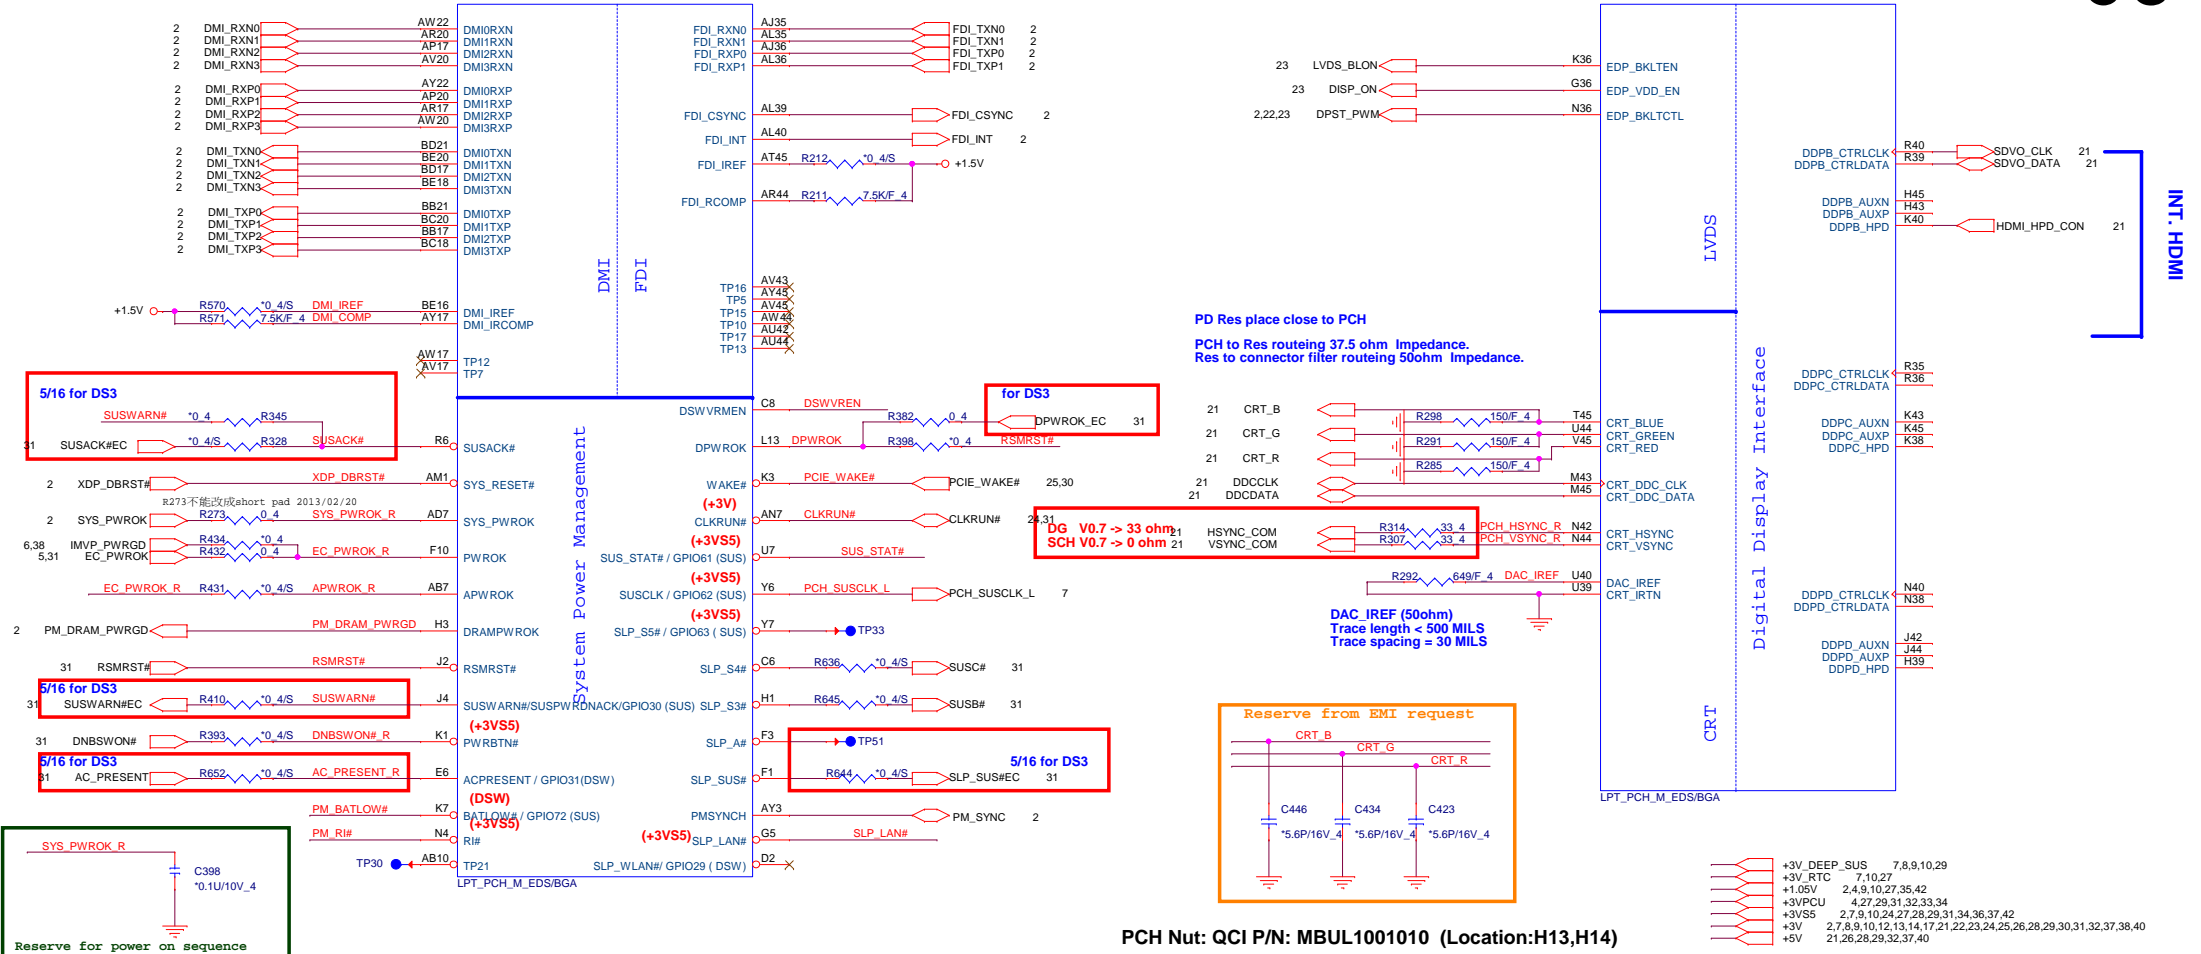 2 DMI_RXN0 AW22 DMI0RXN
2 DMI_RXN1 AR20 DMI1RXN
2 DMI_RXN2 AP17 DMI2RXN
2 DMI_RXN3 AV20 DMI3RXN
2 DMI_RXP0 AY22 DMI0RXP
2 DMI_RXP1 AP20 DMI1RXP
2 DMI_RXP2 AR17 DMI2RXP
2 DMI_RXP3 AW20 DMI3RXP
2 DMI_TXN0 BD21 DMI0TXN
2 DMI_TXN1 BE20 DMI1TXN
2 DMI_TXN2 BD17 DMI2TXN
2 DMI_TXN3 BE18 DMI3TXN
2 DMI_TXP0 BB21 DMI0TXP
2 DMI_TXP1 BC20 DMI1TXP
2 DMI_TXP2 BB17 DMI2TXP
2 DMI_TXP3 BC18 DMI3TXP
+1.5V R570 *0_4/S DMI_IREF BE16 DMI_IREF
R571 7.5K/F_4 DMI_COMP AY17 DMI_IRCOMP
AW17 TP12
AV17 TP7
DMI
FDI
FDI_RXN0 AJ35 FDI_TXN0 2
FDI_RXN1 AL35 FDI_TXN1 2
FDI_RXP0 AJ36 FDI_TXP0 2
FDI_RXP1 AL36 FDI_TXP1 2
FDI_CSYNC AL39 FDI_CSYNC 2
FDI_INT AL40 FDI_INT 2
FDI_IREF AT45 R212 *0_4/S +1.5V
FDI_RCOMP AR44 R211 7.5K/F_4
TP16 AV43
TP5 AY45
TP15 AV45
TP10 AW44
TP17 AU42
TP13 AU44
5/16 for DS3
SUSWARN# *0_4 R345
31 SUSACK#EC *0_4/S R328 SUSACK# R6 SUSACK#
2 XDP_DBRST# XDP_DBRST# AM1 SYS_RESET#
R273不能改成short pad 2013/02/20
2 SYS_PWROK R273 0_4 SYS_PWROK_R AD7 SYS_PWROK
6,38 IMVP_PWRGD R434 *0_4
5,31 EC_PWROK R432 0_4 EC_PWROK_R F10 PWROK
EC_PWROK_R R431 *0_4/S APWROK_R AB7 APWROK
2 PM_DRAM_PWRGD PM_DRAM_PWRGD H3 DRAMPWROK
31 RSMRST# RSMRST# J2 RSMRST#
5/16 for DS3
31 SUSWARN#EC R410 *0_4/S SUSWARN# J4 SUSWARN#/SUSPWRDNACK/GPIO30 (SUS)
(+3VS5)
31 DNBSWON# R393 *0_4/S DNBSWON#_R K1 PWRBTN#
5/16 for DS3
31 AC_PRESENT R652 *0_4/S AC_PRESENT_R E6 ACPRESENT / GPIO31(DSW)
(DSW)
PM_BATLOW# K7 BATLOW# / GPIO72 (SUS)
(+3VS5)
PM_RI# N4 RI#
TP30 AB10 TP21
LPT_PCH_M_EDS/BGA
System Power Management
DSWVRMEN C8 DSWVREN
for DS3
R382 0_4 DPWROK_EC 31
DPWROK L13 DPWROK R398 *0_4 RSMRST#
WAKE# K3 PCIE_WAKE# PCIE_WAKE# 25,30
(+3V)
CLKRUN# AN7 CLKRUN# CLKRUN# 24,31
(+3VS5)
SUS_STAT# / GPIO61 (SUS) U7 SUS_STAT#
(+3VS5)
SUSCLK / GPIO62 (SUS) Y6 PCH_SUSCLK_L PCH_SUSCLK_L 7
(+3VS5)
SLP_S5# / GPIO63 ( SUS) Y7 TP33
SLP_S4# C6 R636 *0_4/S SUSC# 31
SLP_S3# H1 R645 *0_4/S SUSB# 31
SLP_A# F3 TP51
5/16 for DS3
SLP_SUS# F1 R644 *0_4/S SLP_SUS#EC 31
PMSYNCH AY3 PM_SYNC 2
(+3VS5) SLP_LAN# G5 SLP_LAN#
SLP_WLAN#/ GPIO29 ( DSW) D2
SYS_PWROK_R
C398
*0.1U/10V_4
Reserve for power on sequence
23 LVDS_BLON K36 EDP_BKLTEN
23 DISP_ON G36 EDP_VDD_EN
2,22,23 DPST_PWM N36 EDP_BKLTCTL
LVDS
PD Res place close to PCH
PCH to Res routeing 37.5 ohm Impedance.
Res to connector filter routeing 50ohm Impedance.
21 CRT_B R298 150/F_4 T45 CRT_BLUE
21 CRT_G R291 150/F_4 U44 CRT_GREEN
21 CRT_R R285 150/F_4 V45 CRT_RED
21 DDCCLK M43 CRT_DDC_CLK
21 DDCDATA M45 CRT_DDC_DATA
DG V0.7 -> 33 ohm
SCH V0.7 -> 0 ohm
21 HSYNC_COM R314 33_4 PCH_HSYNC_R N42 CRT_HSYNC
21 VSYNC_COM R307 33_4 PCH_VSYNC_R N44 CRT_VSYNC
R292 649/F_4 DAC_IREF U40 DAC_IREF
U39 CRT_IRTN
DAC_IREF (50ohm)
Trace length < 500 MILS
Trace spacing = 30 MILS
CRT
Digital Display Interface
DDPB_CTRLCLK R40 SDVO_CLK 21
DDPB_CTRLDATA R39 SDVO_DATA 21
DDPB_AUXN H45
DDPB_AUXP H43
DDPB_HPD K40 HDMI_HPD_CON 21
INT. HDMI
DDPC_CTRLCLK R35
DDPC_CTRLDATA R36
DDPC_AUXN K43
DDPC_AUXP K45
DDPC_HPD K38
DDPD_CTRLCLK N40
DDPD_CTRLDATA N38
DDPD_AUXN J42
DDPD_AUXP J44
DDPD_HPD H39
LPT_PCH_M_EDS/BGA
Reserve from EMI request
CRT_B
CRT_G
CRT_R
C446 C434 C423
*5.6P/16V_4 *5.6P/16V_4 *5.6P/16V_4
PCH Nut: QCI P/N: MBUL1001010 (Location:H13,H14)
+3V_DEEP_SUS 7,8,9,10,29
+3V_RTC 7,10,27
+1.05V 2,4,9,10,27,35,42
+3VPCU 4,27,29,31,32,33,34
+3VS5 2,7,9,10,24,27,28,29,31,34,36,37,42
+3V 2,7,8,9,10,12,13,14,17,21,22,23,24,25,26,28,29,30,31,32,37,38,40
+5V 21,26,28,29,32,37,40